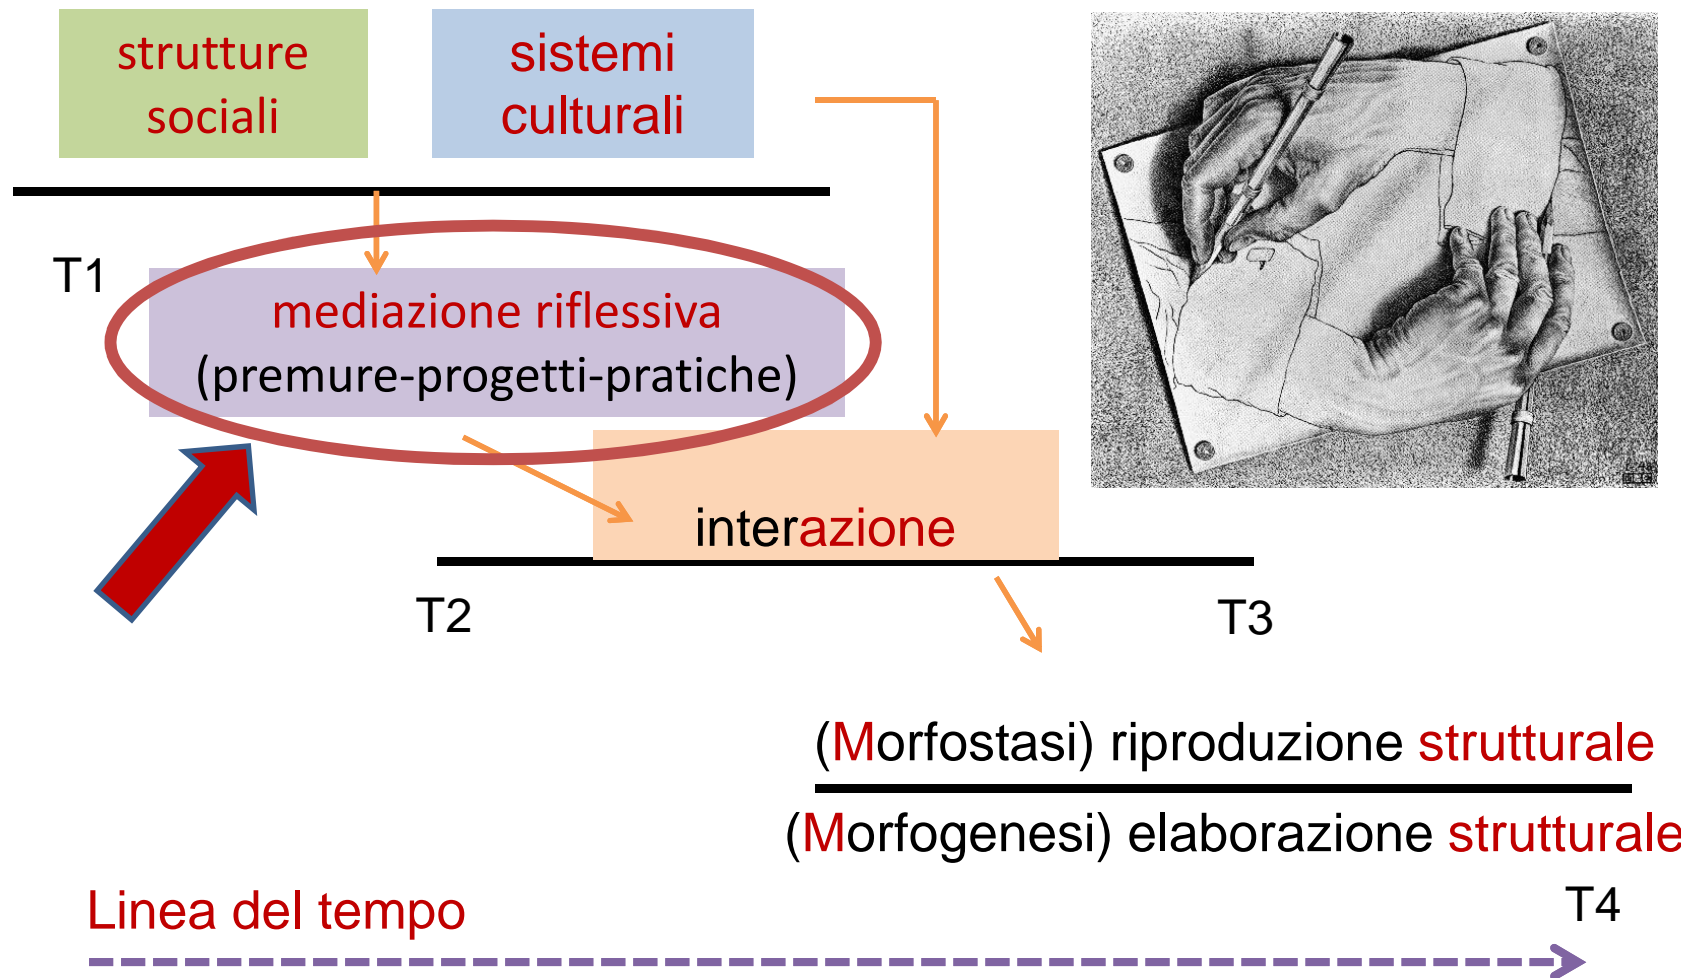 strutture
sociali
sistemi
culturali
T1
mediazione riflessiva
(premure-progetti-pratiche)
interazione
T2
T3
(Morfostasi) riproduzione strutturale
(Morfogenesi) elaborazione strutturale
T4
Linea del tempo